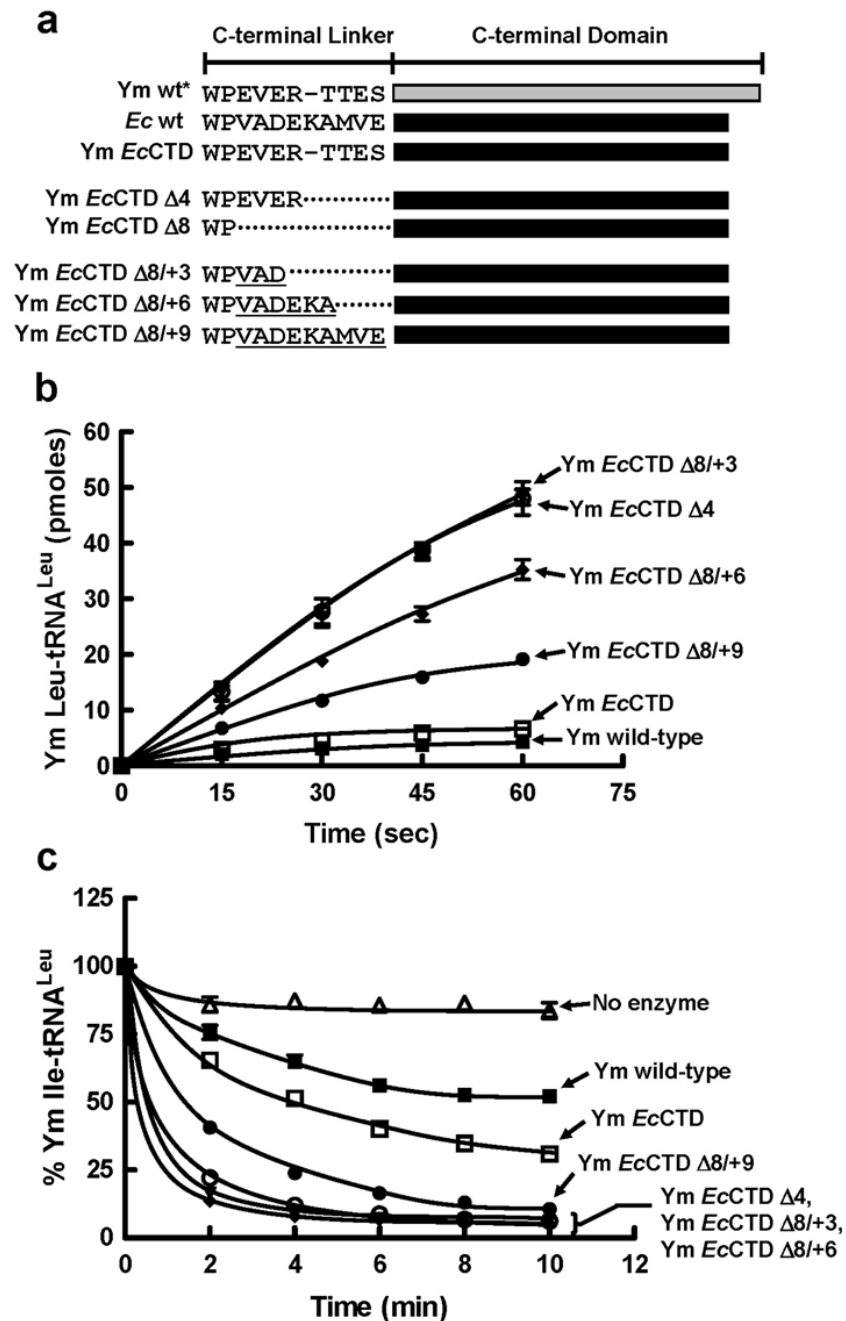 a
C-terminal Linker C-terminal Domain
Ym wt* WPEVER-TTES
Ec wt WPVADEKAMVE
Ym EcCTD WPEVER-TTES
Ym EcCTD Δ4 WPEVER
Ym EcCTD Δ8 WP
Ym EcCTD Δ8/+3 WPVAD
Ym EcCTD Δ8/+6 WPVADEKA
Ym EcCTD Δ8/+9 WPVADEKAMVE
b
Ym Leu-tRNA^Leu (pmoles)
60
50
40
30
20
10
0
0 15 30 45 60 75
Time (sec)
Ym EcCTD Δ8/+3
Ym EcCTD Δ4
Ym EcCTD Δ8/+6
Ym EcCTD Δ8/+9
Ym EcCTD
Ym wild-type
c
% Ym Ile-tRNA^Leu
125
100
75
50
25
0
0 2 4 6 8 10 12
Time (min)
No enzyme
Ym wild-type
Ym EcCTD
Ym EcCTD Δ8/+9
Ym EcCTD Δ4,
Ym EcCTD Δ8/+3,
Ym EcCTD Δ8/+6